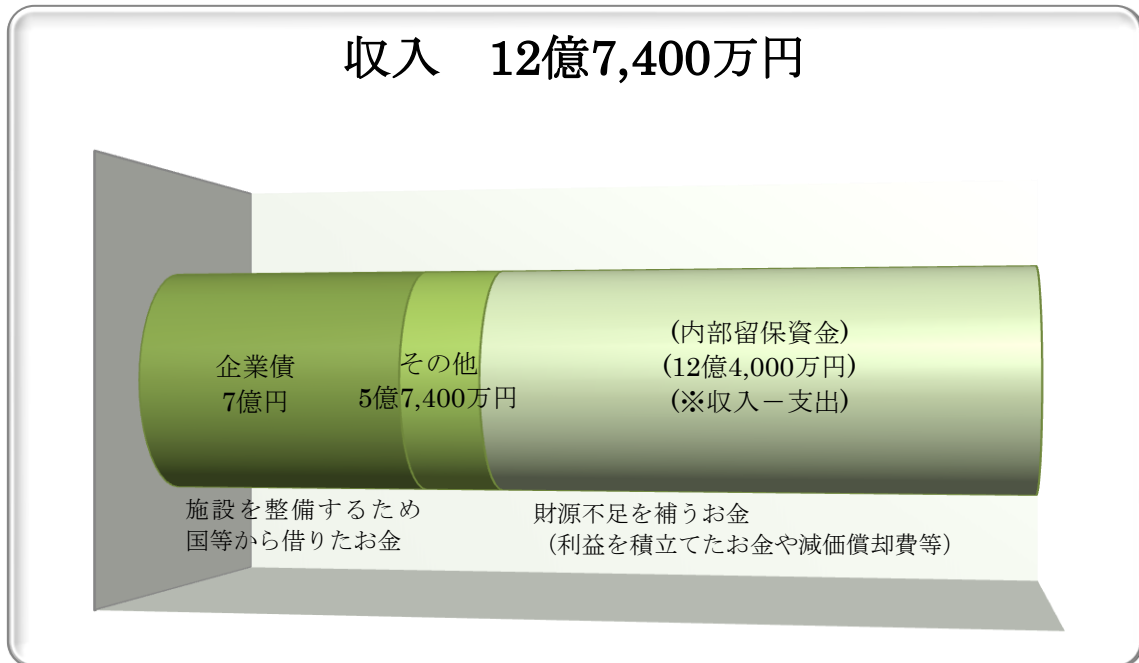 収入　12億7,400万円
企業債
7億円
その他
5億7,400万円
(内部留保資金)
(12億4,000万円)
(※収入－支出)
施設を整備するため
国等から借りたお金
財源不足を補うお金
（利益を積立てたお金や減価償却費等）